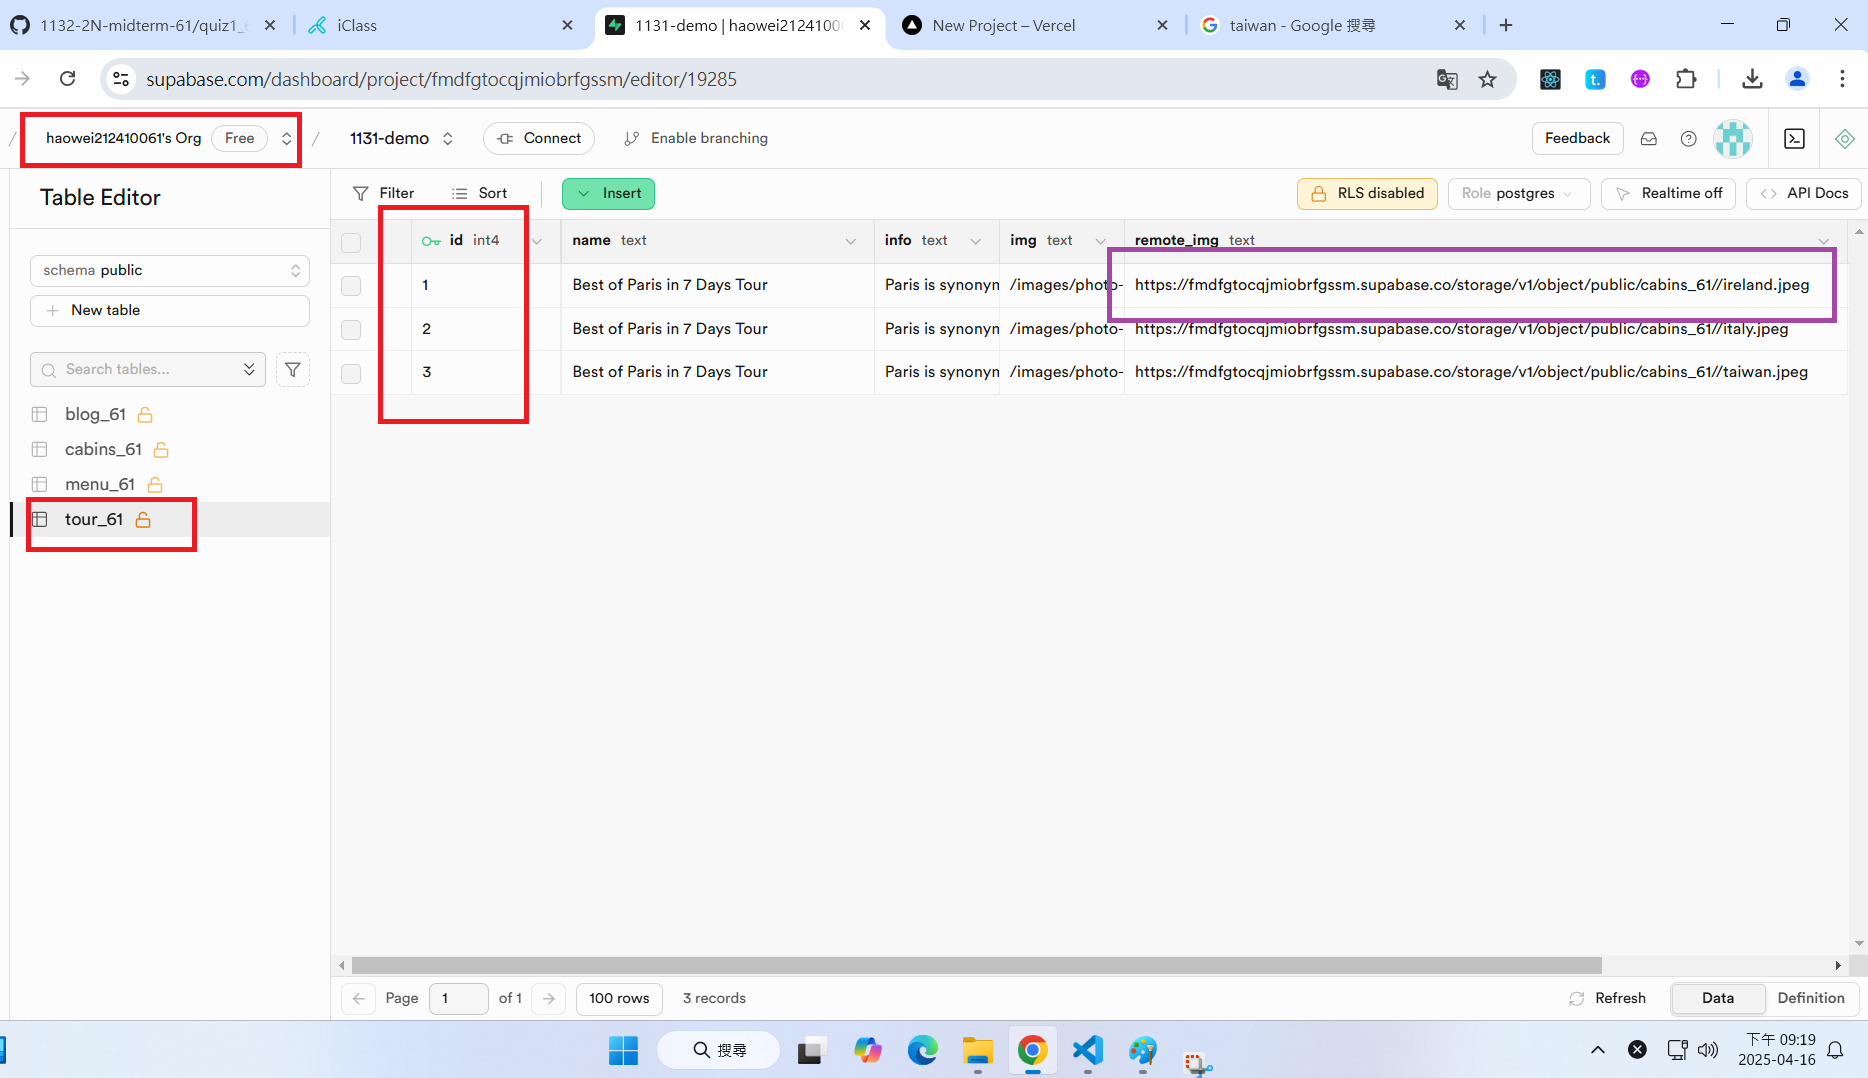 1132-2N-midterm-61/quiz1_
iClass
1131-demo | haowei212410
New Project – Vercel
taiwan - Google 搜尋
supabase.com/dashboard/project/fmdfgtocqjmiobrfgssm/editor/19285
haowei212410061's Org
Free
1131-demo
Connect
Enable branching
Feedback
Table Editor
Filter
Sort
Insert
RLS disabled
Role postgres
Realtime off
API Docs
schema public
New table
Search tables...
blog_61
cabins_61
menu_61
tour_61
id int4
name text
info text
img text
remote_img text
1
Best of Paris in 7 Days Tour
Paris is synonym
/images/photo-
https://fmdfgtocqjmiobrfgssm.supabase.co/storage/v1/object/public/cabins_61//ireland.jpeg
2
Best of Paris in 7 Days Tour
Paris is synonym
/images/photo-
https://fmdfgtocqjmiobrfgssm.supabase.co/storage/v1/object/public/cabins_61//italy.jpeg
3
Best of Paris in 7 Days Tour
Paris is synonym
/images/photo-
https://fmdfgtocqjmiobrfgssm.supabase.co/storage/v1/object/public/cabins_61//taiwan.jpeg
Page
1
of 1
100 rows
3 records
Refresh
Data
Definition
搜尋
下午 09:19
2025-04-16